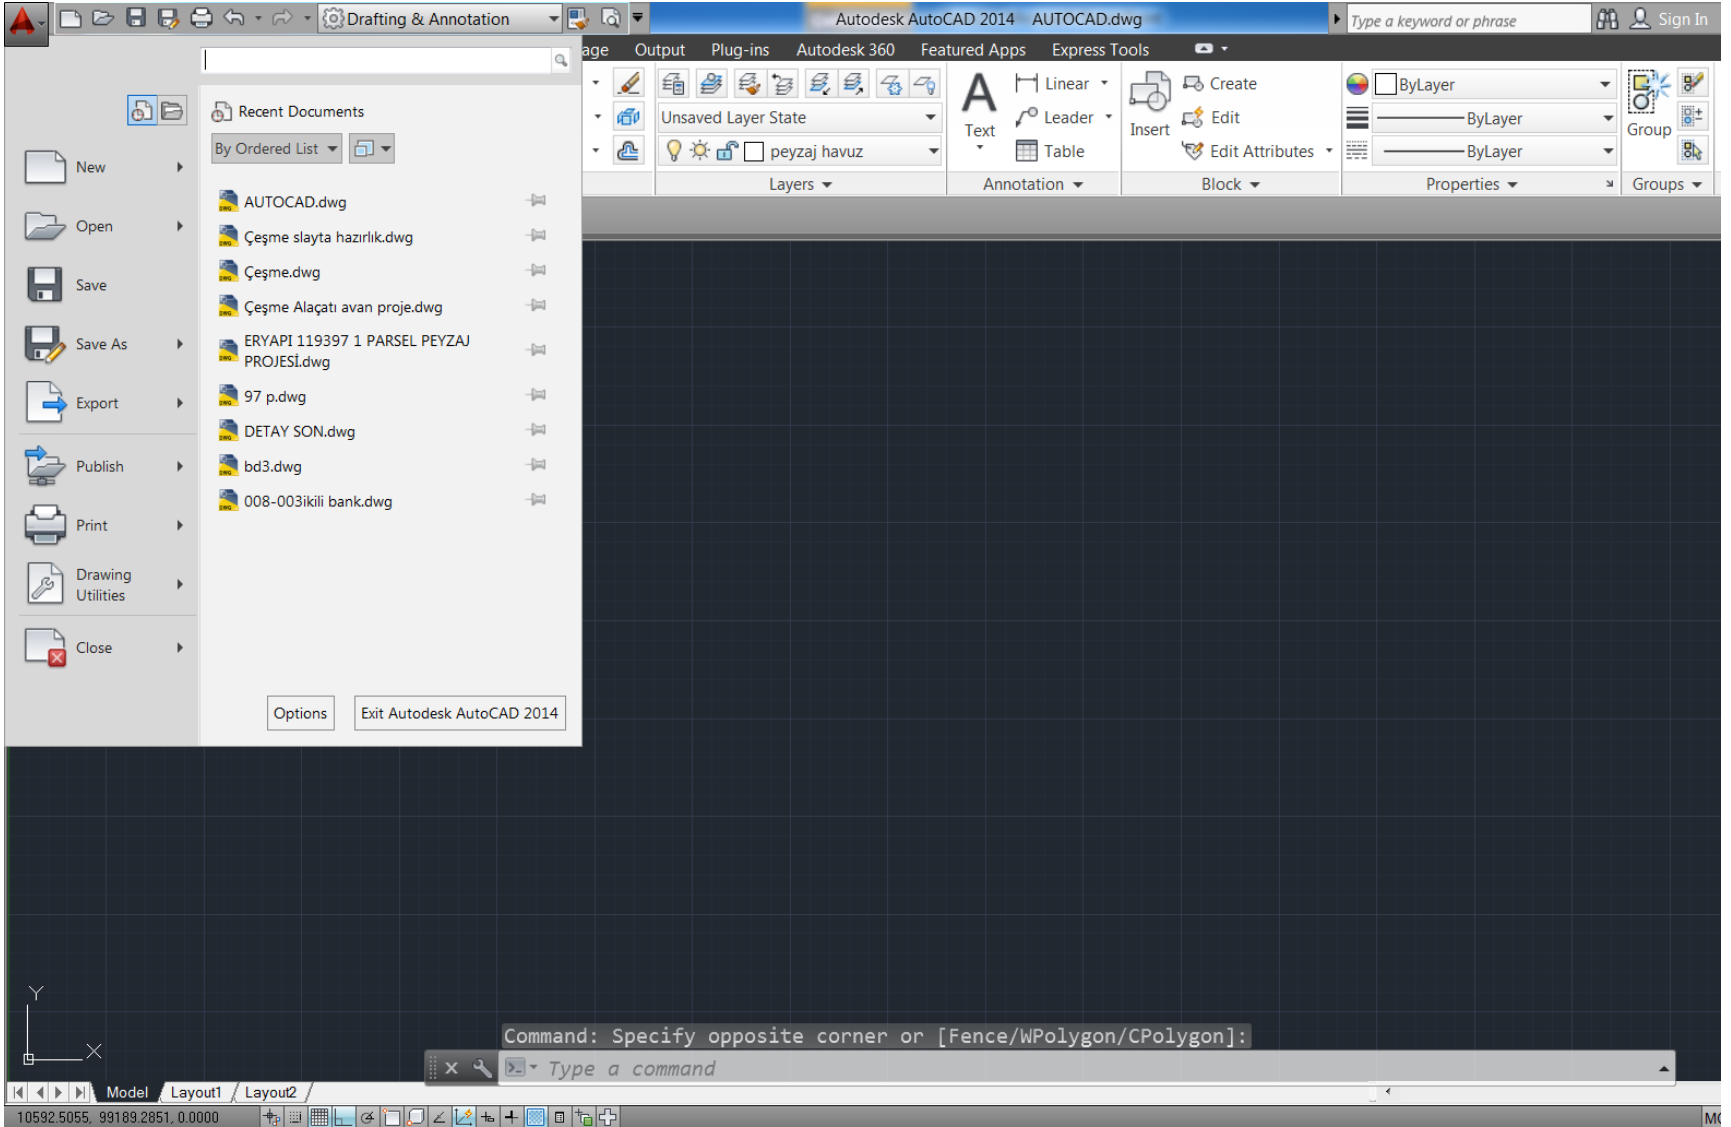 Drafting & Annotation
Autodesk AutoCAD 2014 AUTOCAD.dwg
Type a keyword or phrase
Sign In
Output Plug-ins Autodesk 360 Featured Apps Express Tools
Recent Documents
By Ordered List
New
Open
Save
Save As
Export
Publish
Print
Drawing
Utilities
Close
AUTOCAD.dwg
Çeşme slayta hazırlık.dwg
Çeşme.dwg
Çeşme Alaçatı avan proje.dwg
ERYAPI 119397 1 PARSEL PEYZAJ
PROJESİ.dwg
97 p.dwg
DETAY SON.dwg
bd3.dwg
008-003ikili bank.dwg
Options
Exit Autodesk AutoCAD 2014
Unsaved Layer State
peyzaj havuz
Layers
Text
Linear
Leader
Table
Annotation
Insert
Create
Edit
Edit Attributes
Block
ByLayer
ByLayer
ByLayer
Properties
Group
Groups
Y
X
Command: Specify opposite corner or [Fence/WPolygon/CPolygon]:
Type a command
Model Layout1 Layout2
10592.5055, 99189.2851, 0.0000